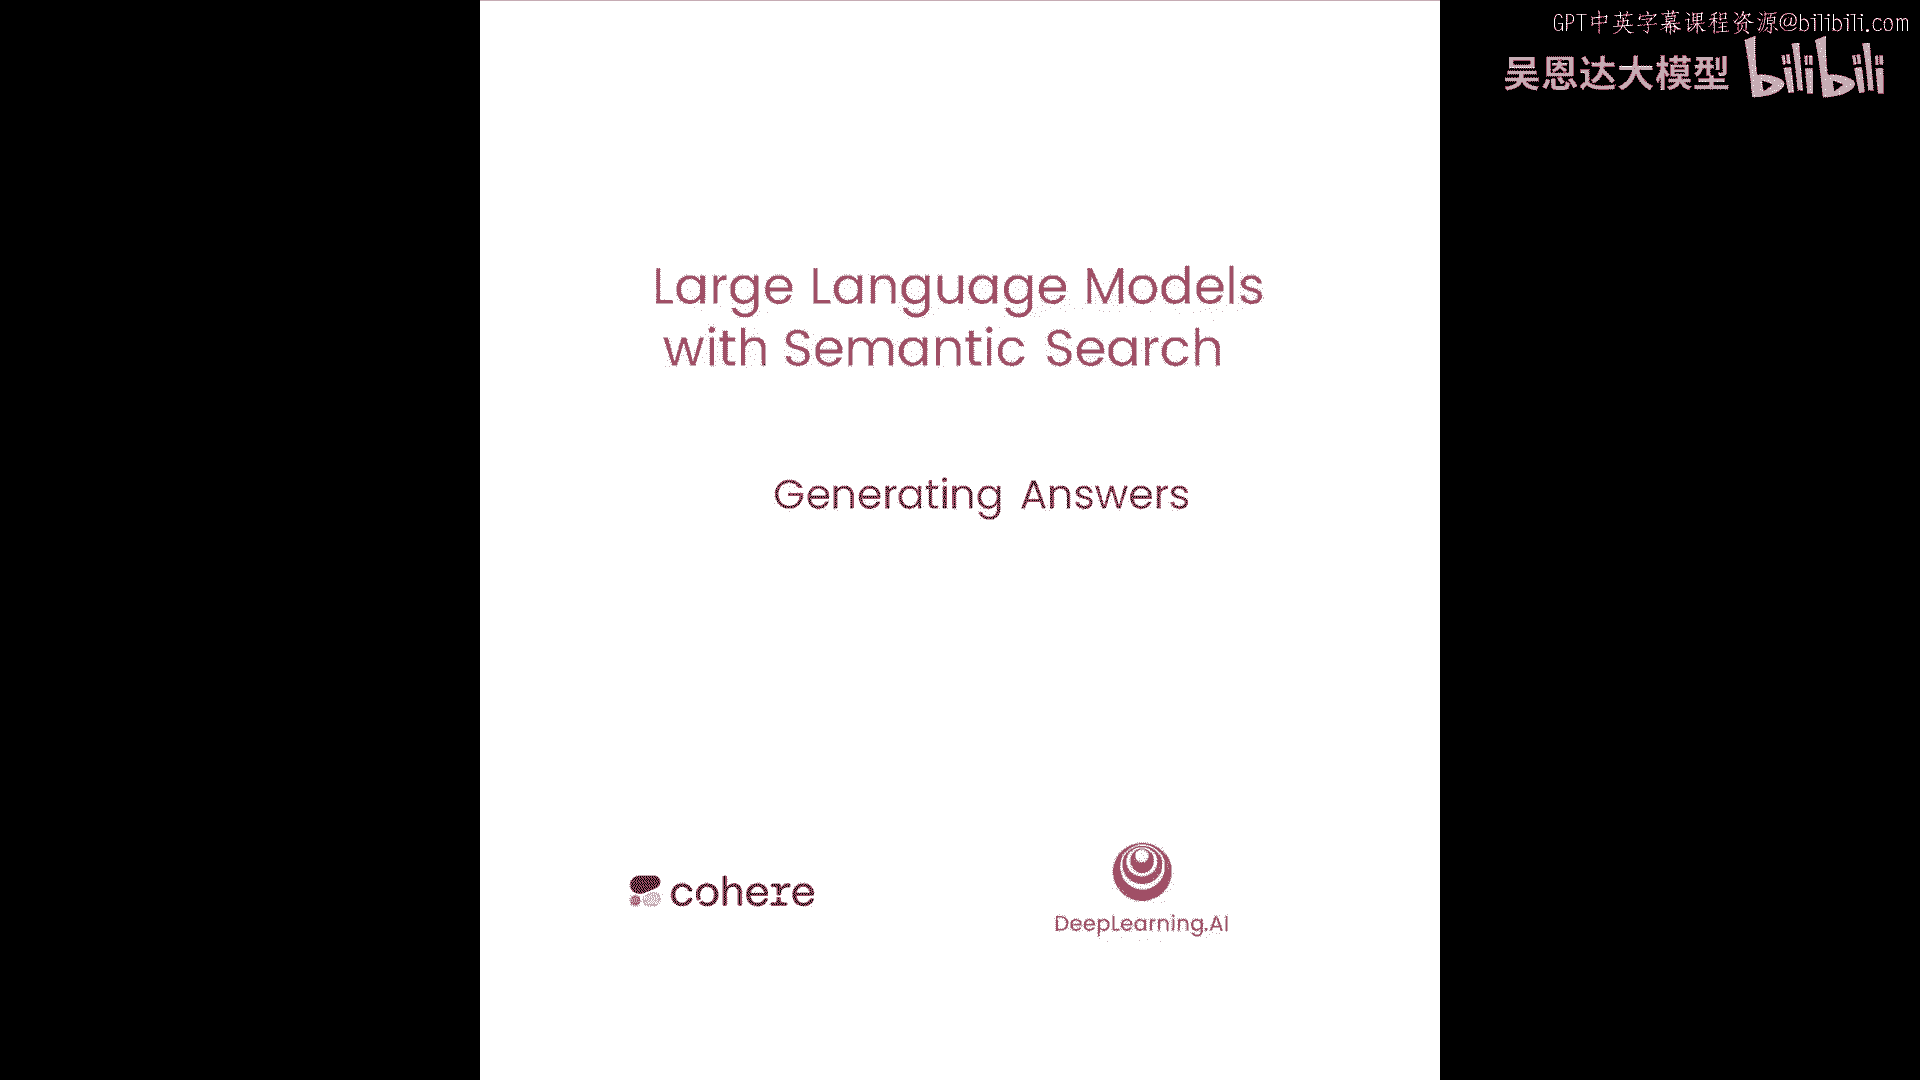 GPT中英字幕课程资源@bilibili.com
吴恩达大模型 bilibili
Large Language Models
with Semantic Search
Generating Answers
cohere
DeepLearning.AI